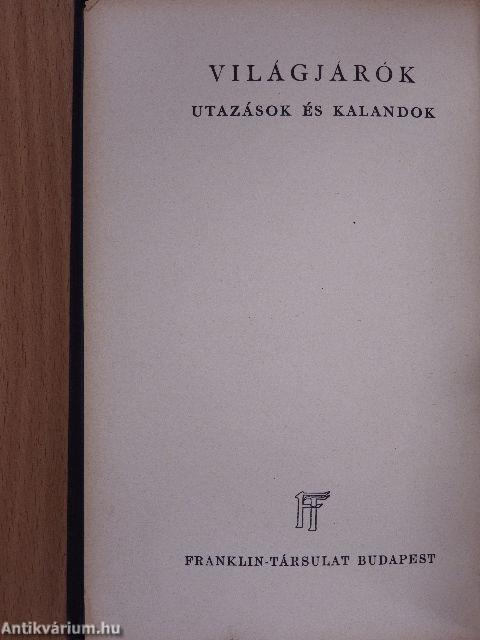 VILÁGJÁRÓK
UTAZÁSOK ÉS KALANDOK
FT
FRANKLIN-TÁRSULAT BUDAPEST
Antikvárium.hu